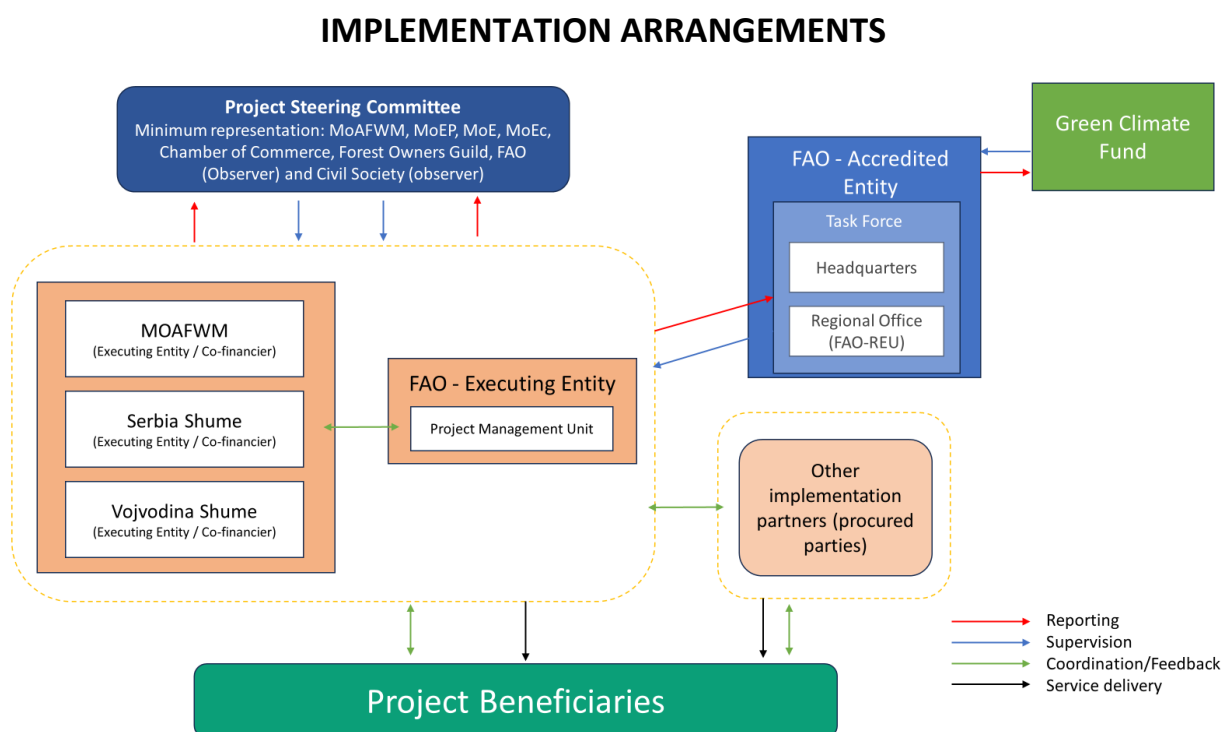 IMPLEMENTATION ARRANGEMENTS
Project Steering Committee
Minimum representation: MoAFWM, MoEP, MoE, MoEc,
Chamber of Commerce, Forest Owners Guild, FAO
(Observer) and Civil Society (observer)
Green Climate
Fund
FAO - Accredited
Entity
Task Force
Headquarters
Regional Office
(FAO-REU)
MOAFWM
(Executing Entity / Co-financier)
Serbia Shume
(Executing Entity / Co-financier)
Vojvodina Shume
(Executing Entity / Co-financier)
FAO - Executing Entity
Project Management Unit
Other
implementation
partners (procured
parties)
Reporting
Supervision
Coordination/Feedback
Service delivery
Project Beneficiaries